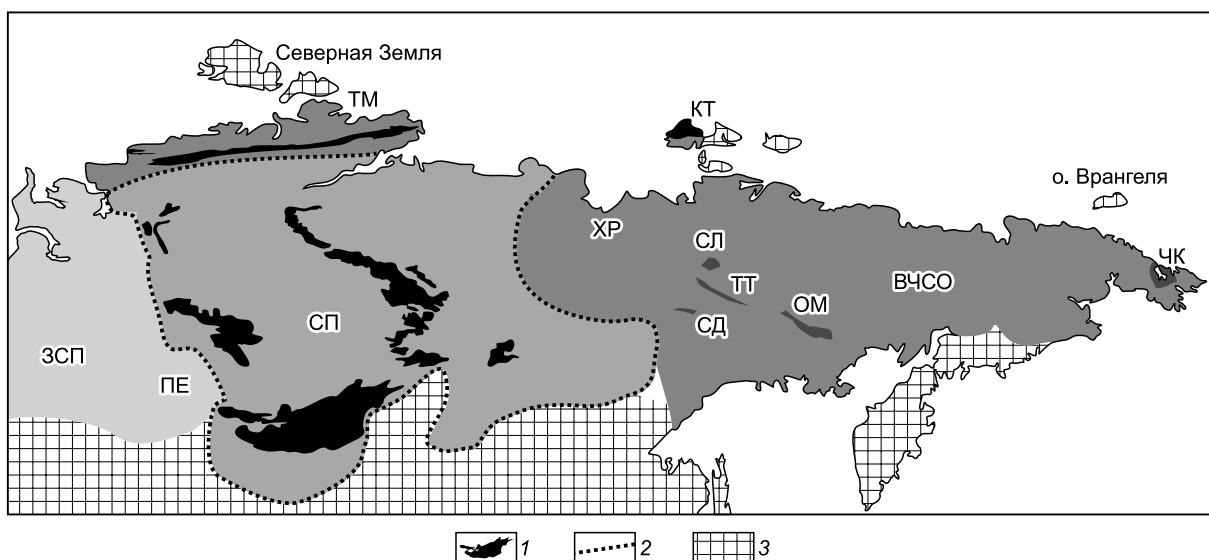 Северная Земля
ТМ
КТ
о. Врангеля
ХР
ЧК
СЛ
ТТ
ВЧСО
ОМ
СП
СД
ЗСП
ПЕ
1
2
3